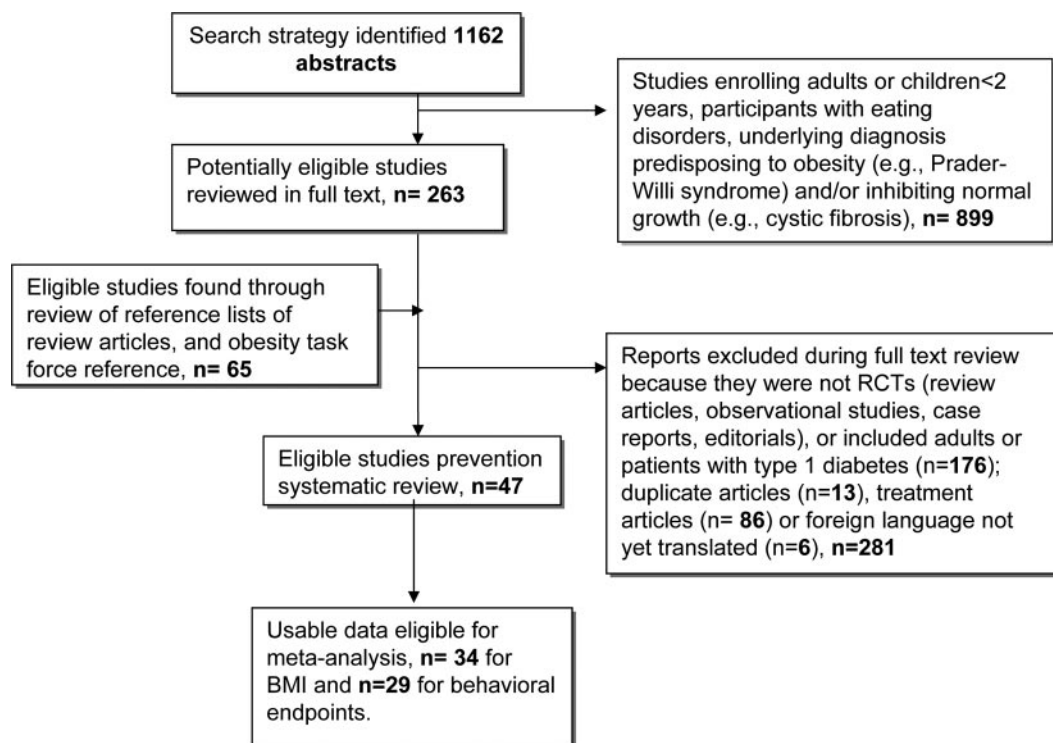 Search strategy identified 1162
abstracts
Studies enrolling adults or children<2
years, participants with eating
disorders, underlying diagnosis
predisposing to obesity (e.g., Prader-
Willi syndrome) and/or inhibiting normal
growth (e.g., cystic fibrosis), n= 899
Potentially eligible studies
reviewed in full text, n= 263
Eligible studies found through
review of reference lists of
review articles, and obesity task
force reference, n= 65
Reports excluded during full text review
because they were not RCTs (review
articles, observational studies, case
reports, editorials), or included adults or
patients with type 1 diabetes (n=176);
duplicate articles (n=13), treatment
articles (n= 86) or foreign language not
yet translated (n=6), n=281
Eligible studies prevention
systematic review, n=47
Usable data eligible for
meta-analysis, n= 34 for
BMI and n=29 for behavioral
endpoints.